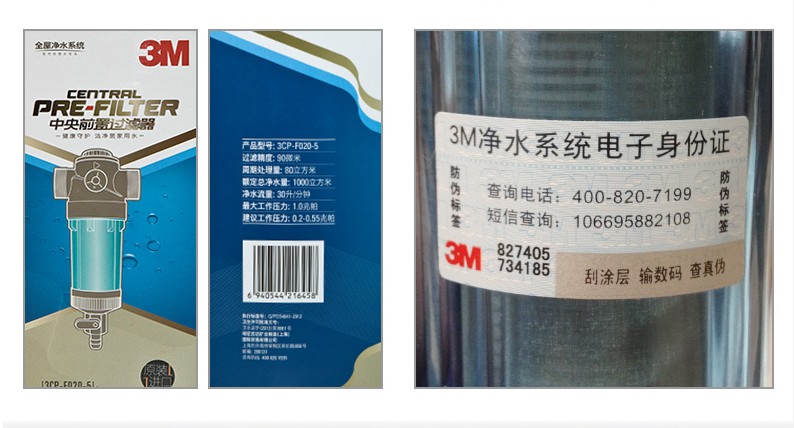 全屋净水系统
3M
CENTRAL
PRE-FILTER
中央前置过滤器
健康守护 洁净居家用水
原装
进口
(3CP-F020-5)
产品型号: 3CP-F020-5
过滤精度: 90微米
周期处理量: 80立方米
额定总净水量: 1000立方米
净水流量: 30升/分钟
最大工作压力: 1.0兆帕
建议工作压力: 0.2-0.55兆帕
6 940544 216458
3M净水系统电子身份证
防伪标签
查询电话: 400-820-7199
短信查询: 106695882108
防伪标签
3M
827405
734185
刮涂层 输数码 查真伪